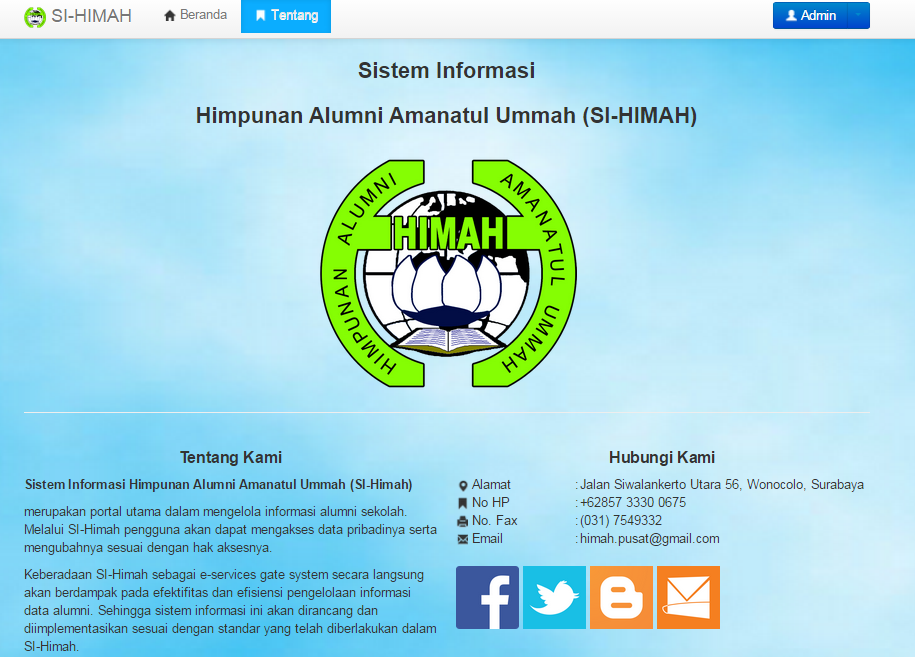 SI-HIMAH Beranda Tentang Admin
Sistem Informasi
Himpunan Alumni Amanatul Ummah (SI-HIMAH)
HIMPUNAN ALUMNI
AMANATUL UMMAH
HIMAH
Tentang Kami
Sistem Informasi Himpunan Alumni Amanatul Ummah (SI-Himah)
merupakan portal utama dalam mengelola informasi alumni sekolah.
Melalui SI-Himah pengguna akan dapat mengakses data pribadinya serta
mengubahnya sesuai dengan hak aksesnya.
Keberadaan SI-Himah sebagai e-services gate system secara langsung
akan berdampak pada efektifitas dan efisiensi pengelolaan informasi
data alumni. Sehingga sistem informasi ini akan dirancang dan
diimplementasikan sesuai dengan standar yang telah diberlakukan dalam
SI-Himah.
Hubungi Kami
Alamat :Jalan Siwalankerto Utara 56, Wonocolo, Surabaya
No HP :+62857 3330 0675
No. Fax :(031) 7549332
Email :himah.pusat@gmail.com